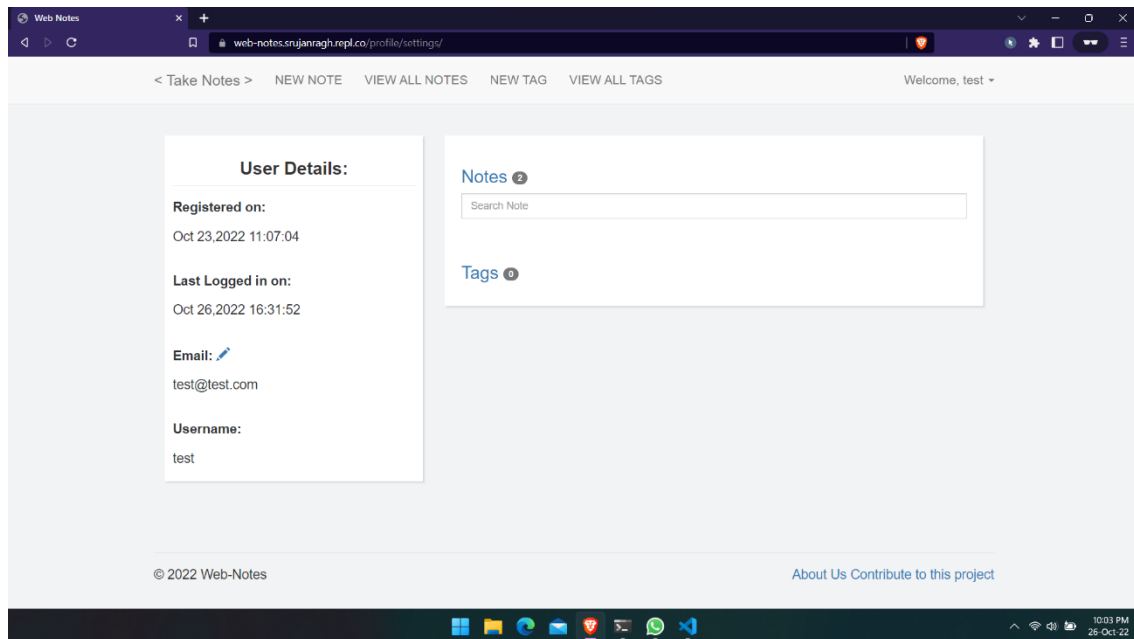 Web Notes
web-notes.srujanragh.repl.co/profile/settings/
< Take Notes > NEW NOTE VIEW ALL NOTES NEW TAG VIEW ALL TAGS Welcome, test
User Details:
Registered on:
Oct 23,2022 11:07:04
Last Logged in on:
Oct 26,2022 16:31:52
Email:
test@test.com
Username:
test
Notes 2
Search Note
Tags 0
© 2022 Web-Notes
About Us Contribute to this project
10:03 PM
26-Oct-22